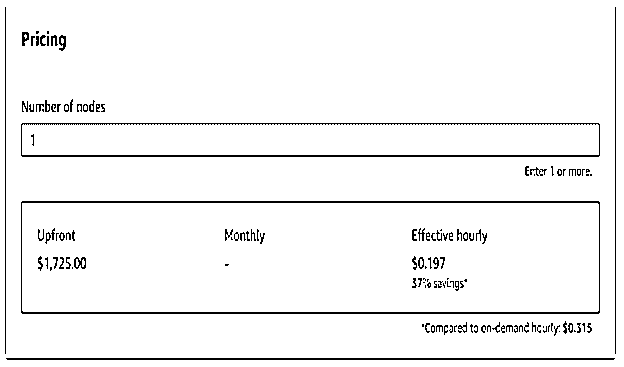 Pricing
Number of nodes
1
Enter 1 or more.
Upfront Monthly Effective hourly
$1,725.00 - $0.197
37% savings*
*Compared to on-demand hourly: $0.315